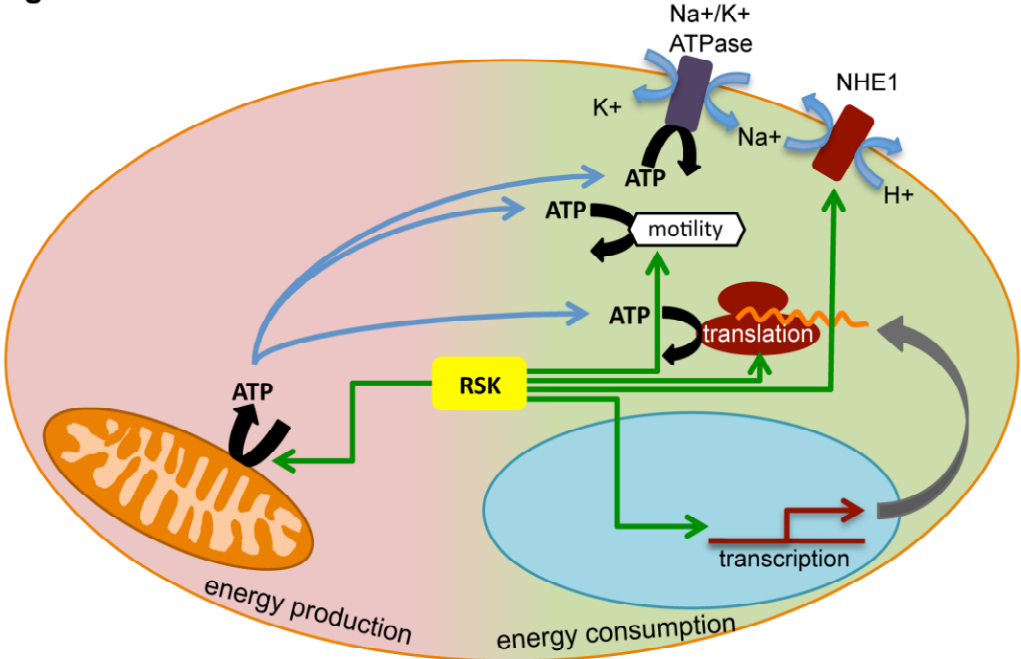 Na+/K+
ATPase
NHE1
K+
Na+
H+
ATP
ATP
motility
ATP
translation
RSK
ATP
transcription
energy production
energy consumption